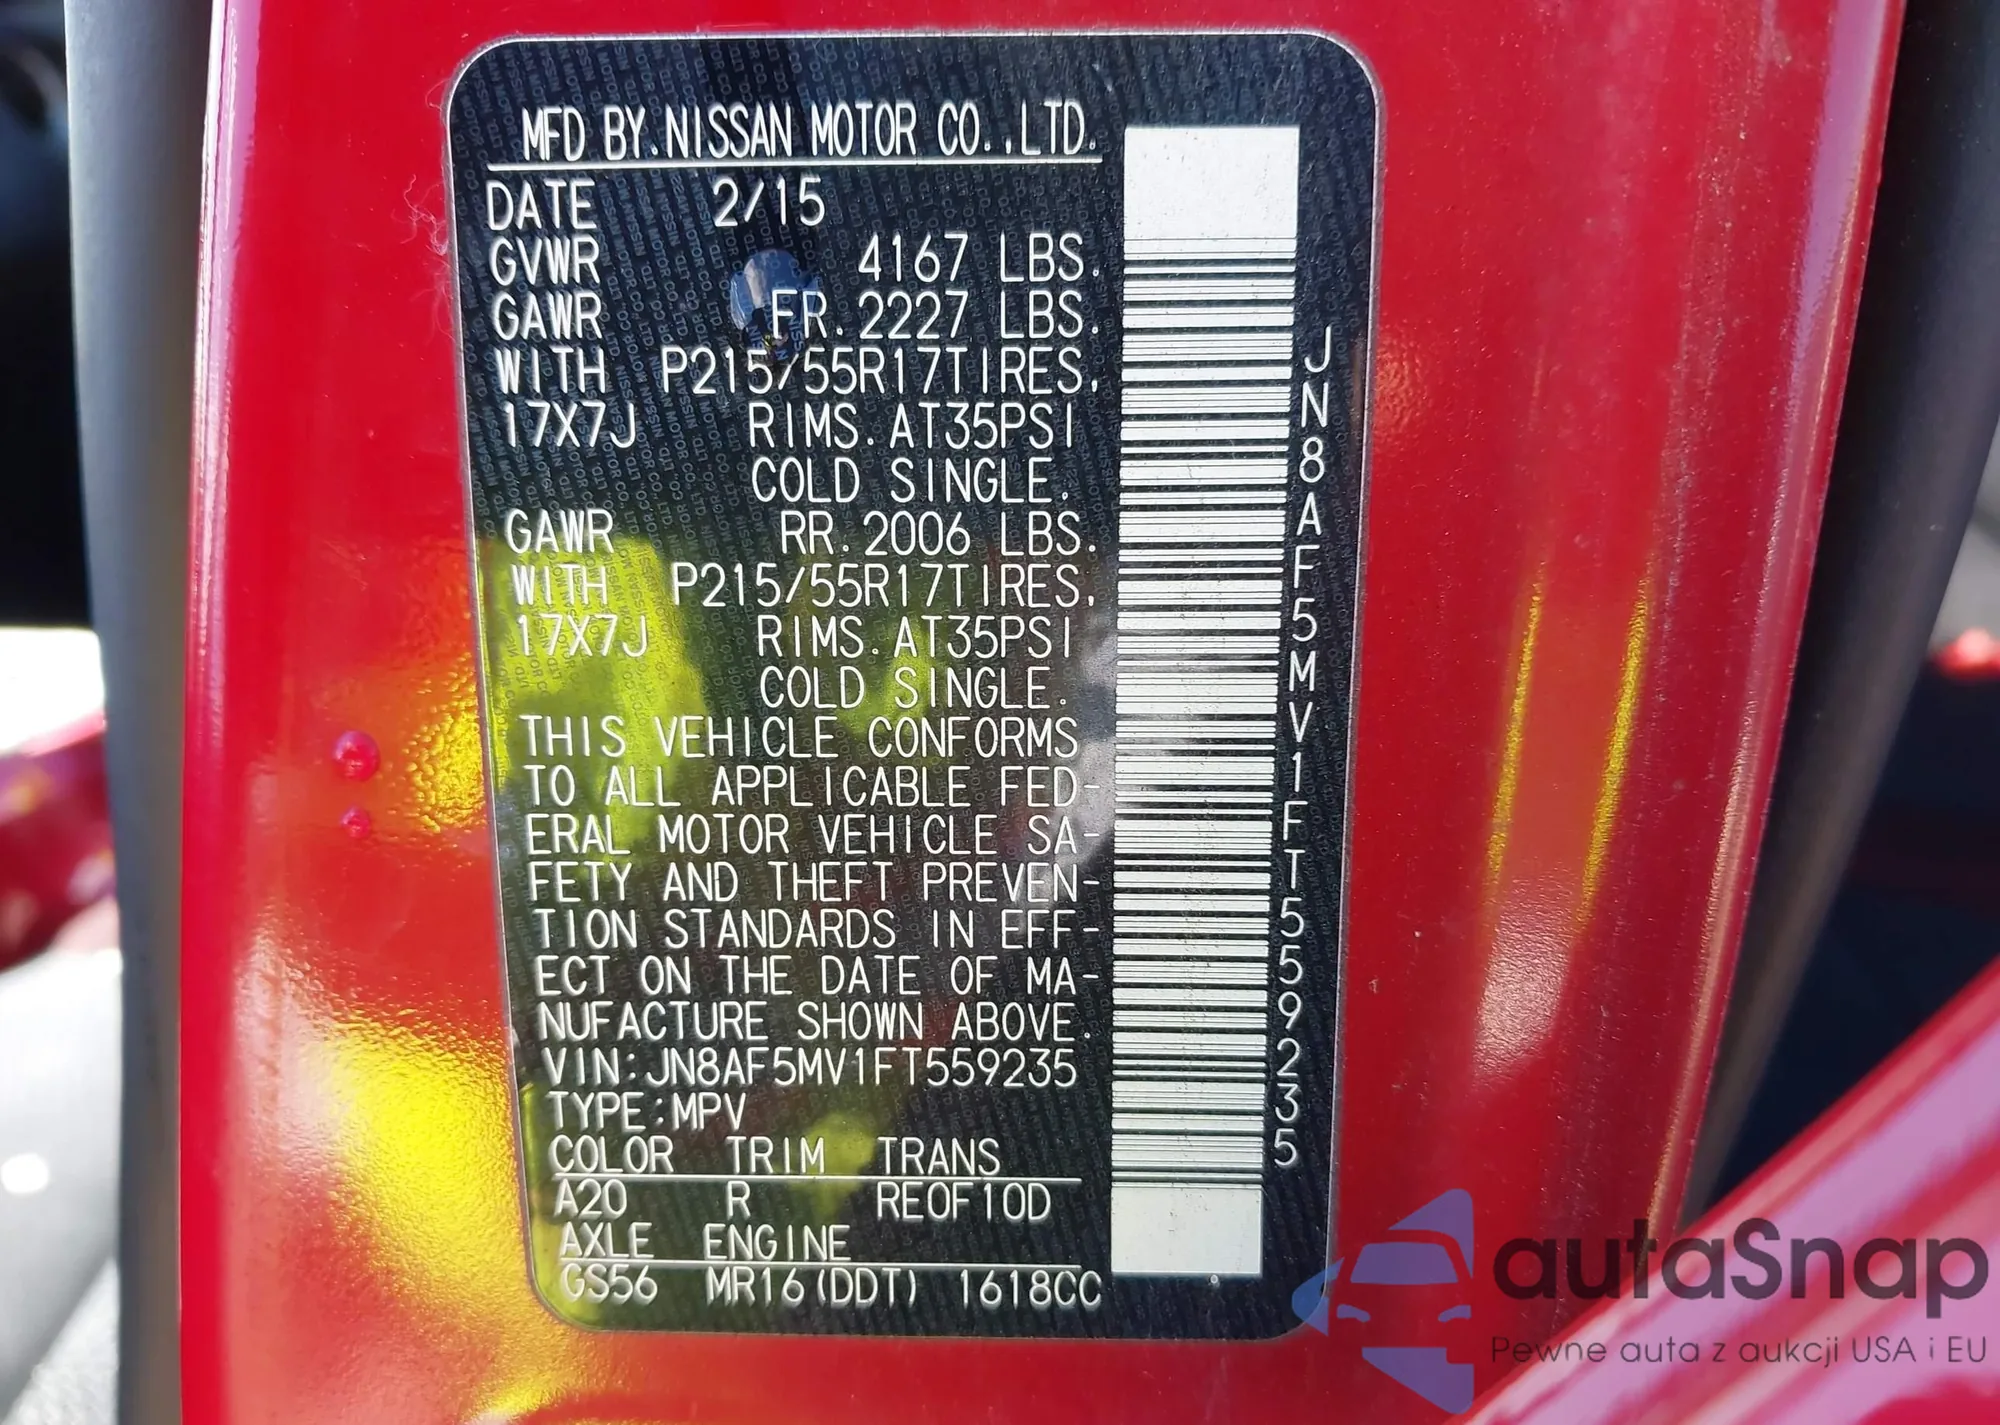 MFD BY.NISSAN MOTOR CO.,LTD.
DATE 2/15
GVWR 4167 LBS.
GAWR FR.2227 LBS.
WITH P215/55R17TIRES,
17X7J RIMS.AT35PSI
COLD SINGLE.
GAWR RR.2006 LBS.
WITH P215/55R17TIRES,
17X7J RIMS.AT35PSI
COLD SINGLE.
THIS VEHICLE CONFORMS
TO ALL APPLICABLE FED-
ERAL MOTOR VEHICLE SA-
FETY AND THEFT PREVEN-
TION STANDARDS IN EFF-
ECT ON THE DATE OF MA-
NUFACTURE SHOWN ABOVE.
VIN:JN8AF5MV1FT559235
TYPE:MPV
COLOR TRIM TRANS
A20 R RE0F10D
AXLE ENGINE
GS56 MR16(DDT) 1618CC
JN8AF5MV1FT559235
autaSnap
Pewne auta z aukcji USA i EU